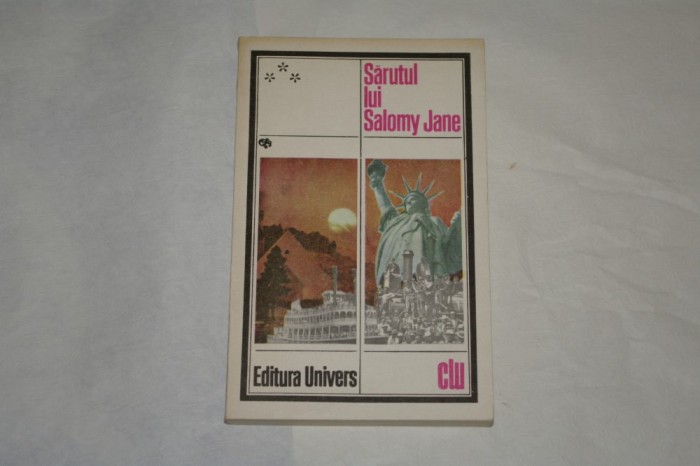 ***
Sărutul
lui
Salomy Jane
Editura Univers
clu